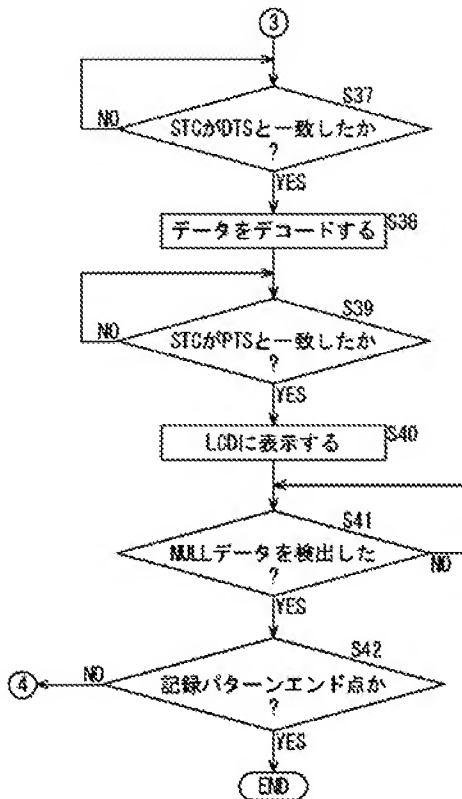 3
S37
NO
STCがDTSと一致したか
?
YES
データをデコードする
S38
S39
NO
STCがPTSと一致したか
?
YES
LCDに表示する
S40
S41
NULLデータを検出した
NO
?
YES
S42
4
NO
記録パターンエンド点か
?
YES
END